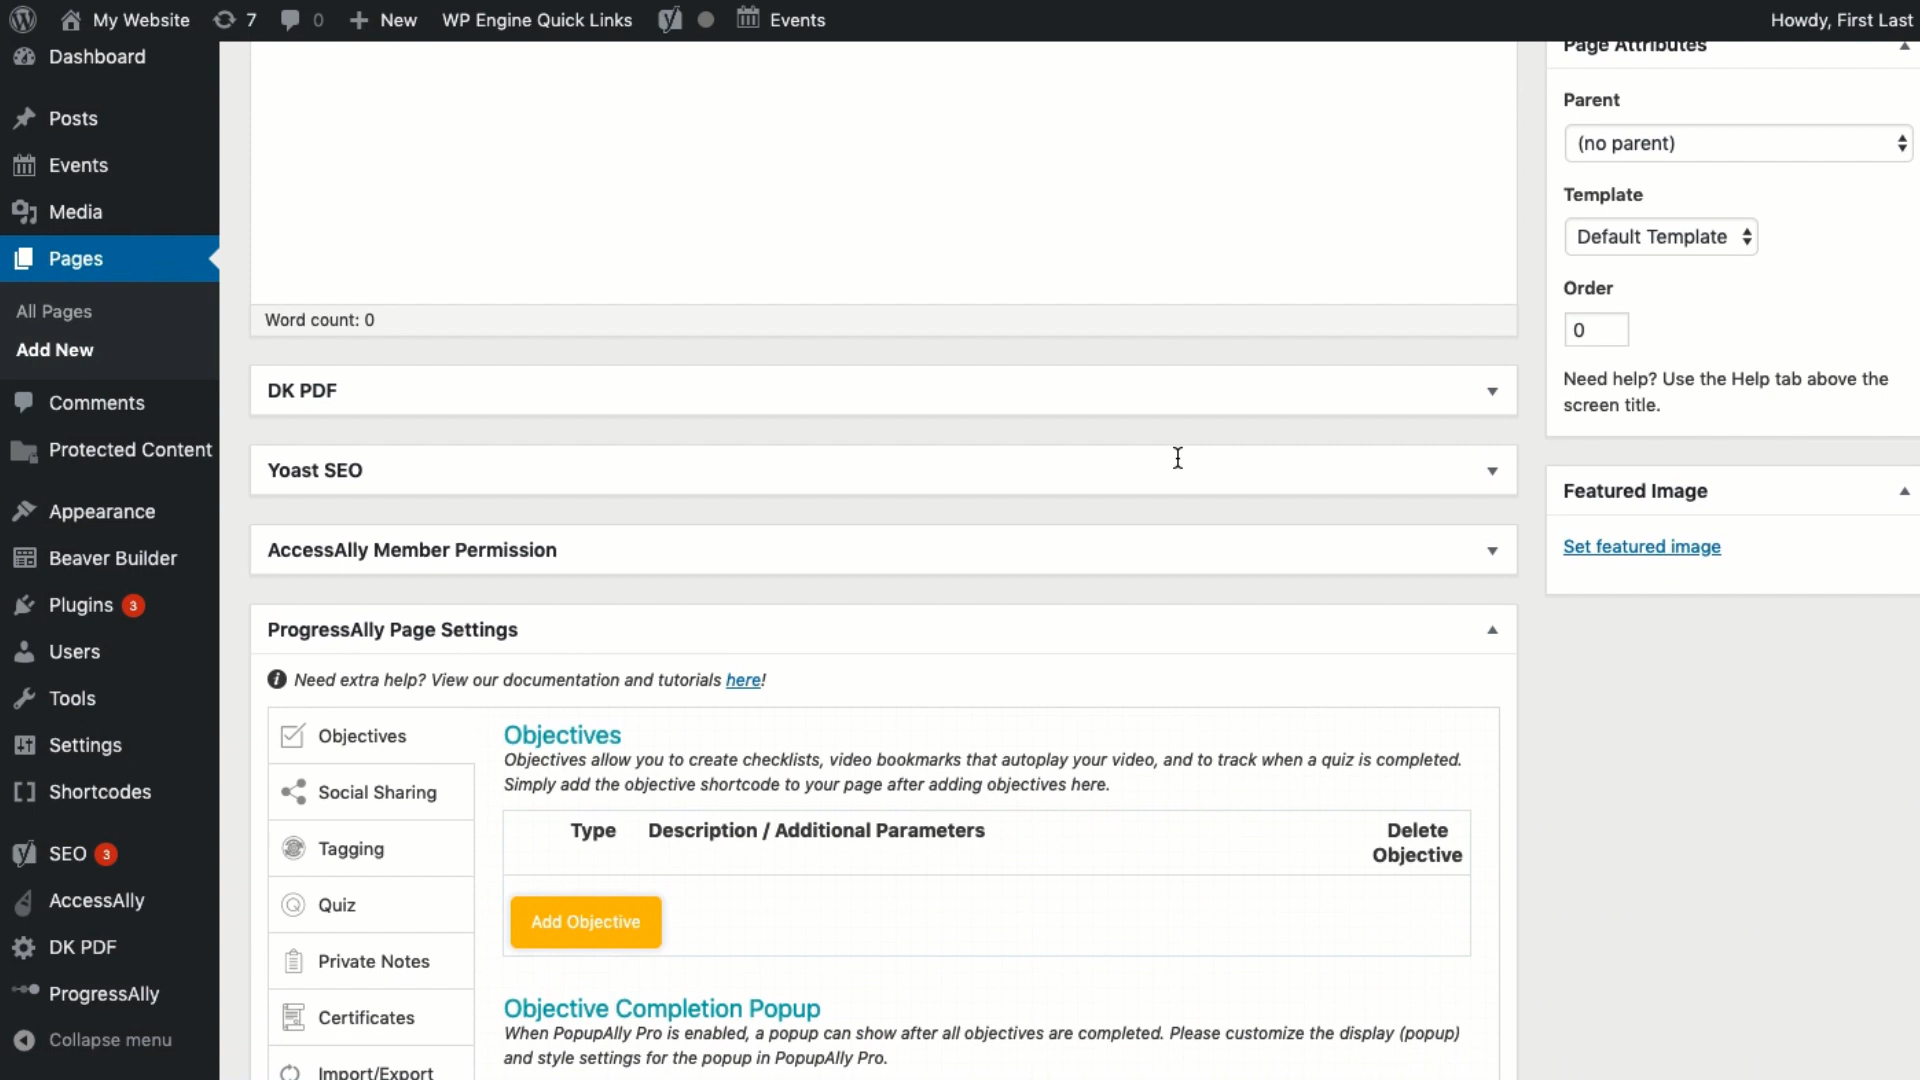 My Website
7
0
New
WP Engine Quick Links
Events
Howdy, First Last
Dashboard
Posts
Events
Media
Pages
All Pages
Add New
Comments
Protected Content
Appearance
Beaver Builder
Plugins 3
Users
Tools
Settings
Shortcodes
SEO 3
AccessAlly
DK PDF
ProgressAlly
Collapse menu
Word count: 0
DK PDF
Yoast SEO
AccessAlly Member Permission
ProgressAlly Page Settings
Need extra help? View our documentation and tutorials here!
Objectives
Social Sharing
Tagging
Quiz
Private Notes
Certificates
Import/Export
Objectives
Objectives allow you to create checklists, video bookmarks that autoplay your video, and to track when a quiz is completed.
Simply add the objective shortcode to your page after adding objectives here.
Type Description / Additional Parameters Delete
Objective
Add Objective
Objective Completion Popup
When PopupAlly Pro is enabled, a popup can show after all objectives are completed. Please customize the display (popup)
and style settings for the popup in PopupAlly Pro.
Page Attributes
Parent
(no parent)
Template
Default Template
Order
0
Need help? Use the Help tab above the
screen title.
Featured Image
Set featured image